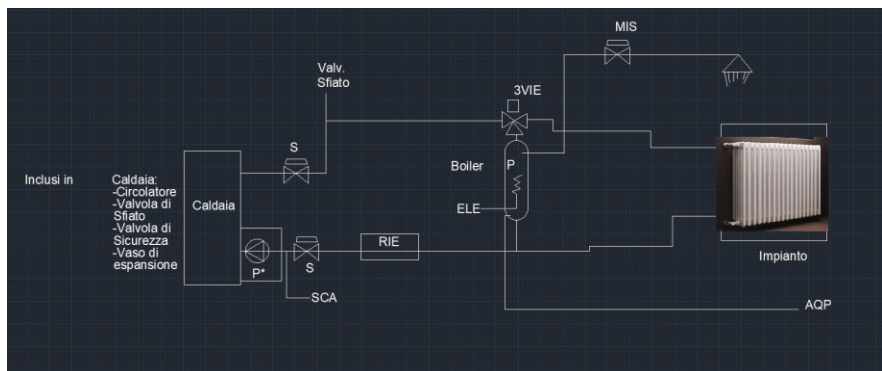 MIS
Valv.
Sfiato
3VIE
S
Boiler
P
Inclusi in
Caldaia:
-Circolatore
-Valvola di
Sfiato
-Valvola di
Sicurezza
-Vaso di
espansione
Caldaia
ELE
RIE
P*
S
Impianto
SCA
AQP